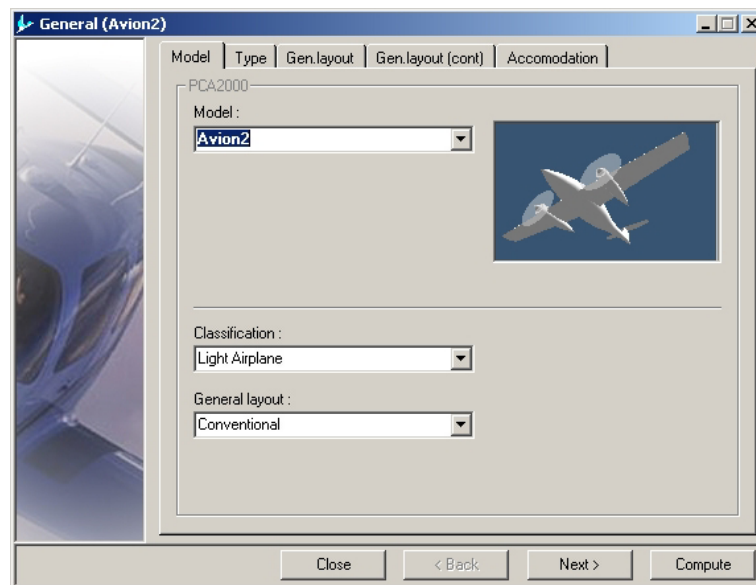 General (Avion2)
Model Type Gen.layout Gen.layout (cont) Accomodation
PCA2000
Model :
Avion2
Classification :
Light Airplane
General layout :
Conventional
Close < Back Next > Compute